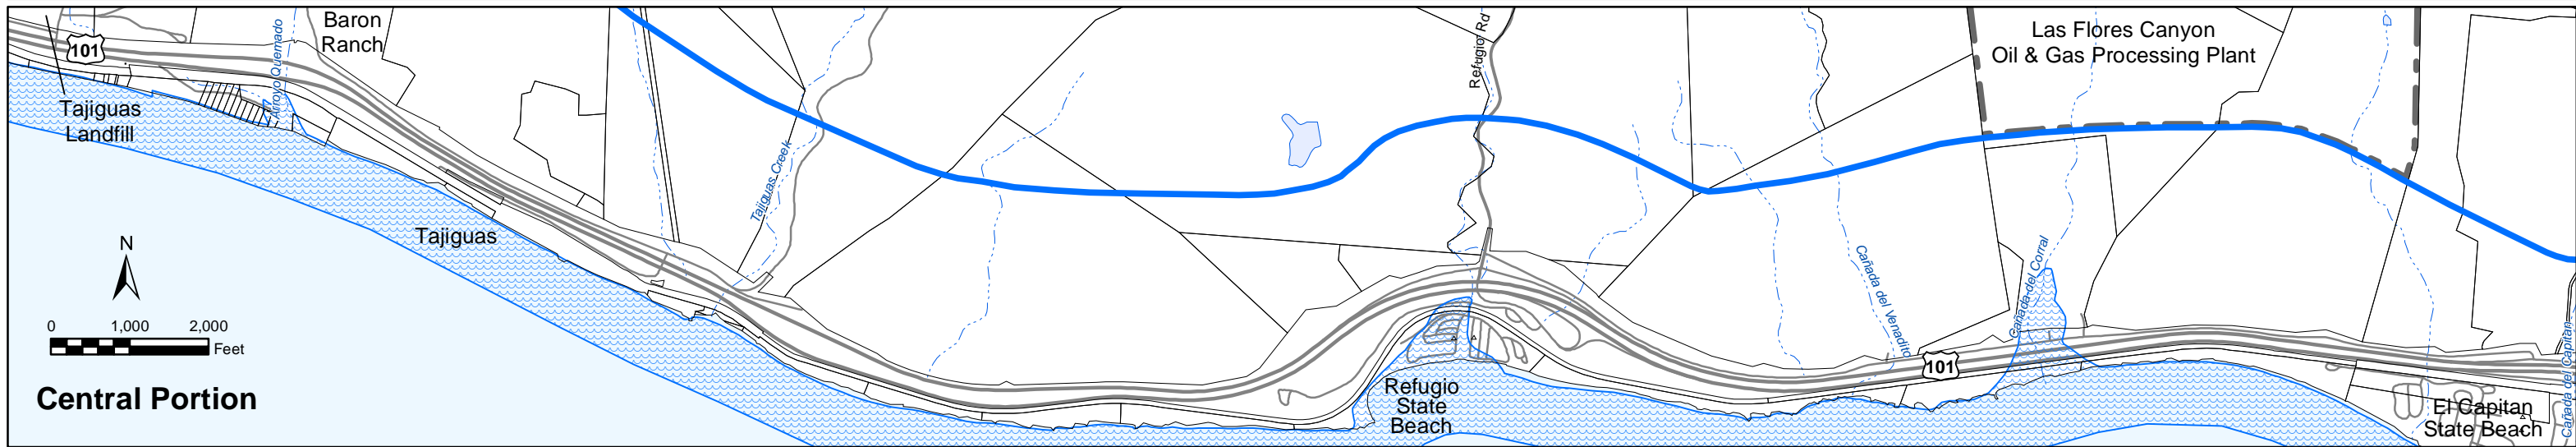 Baron
Ranch
101
Arroyo Quemado
Tajiguas
Landfill
Tajiguas
Tajiguas Creek
Refugio Rd
Las Flores Canyon
Oil & Gas Processing Plant
N
0 1,000 2,000
Feet
Central Portion
Refugio
State
Beach
Cañada del Venadito
Cañada del Corral
101
El Capitan
State Beach
Cañada del Capitan